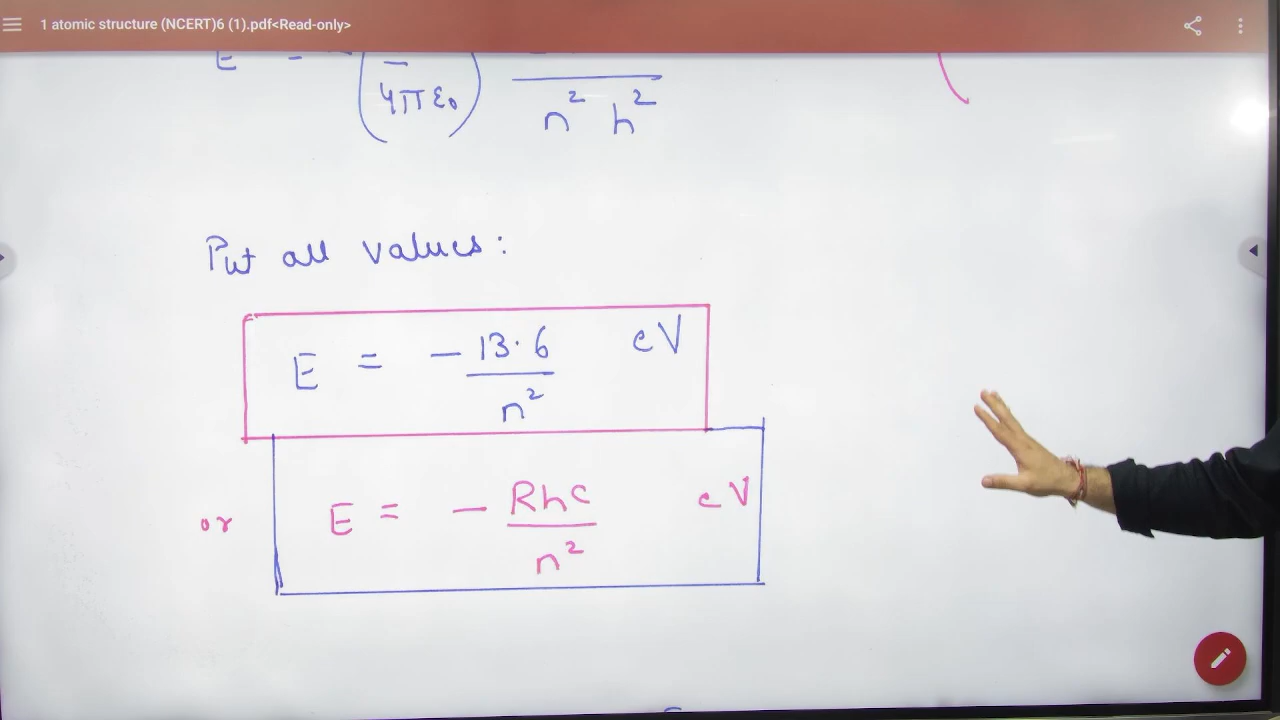 1 atomic structure (NCERT)6 (1).pdf<Read-only>
E = - ( / 4πε₀ ) / n² h²
Put all values:
E = - 13.6 / n² eV
or E = - Rhc / n² eV